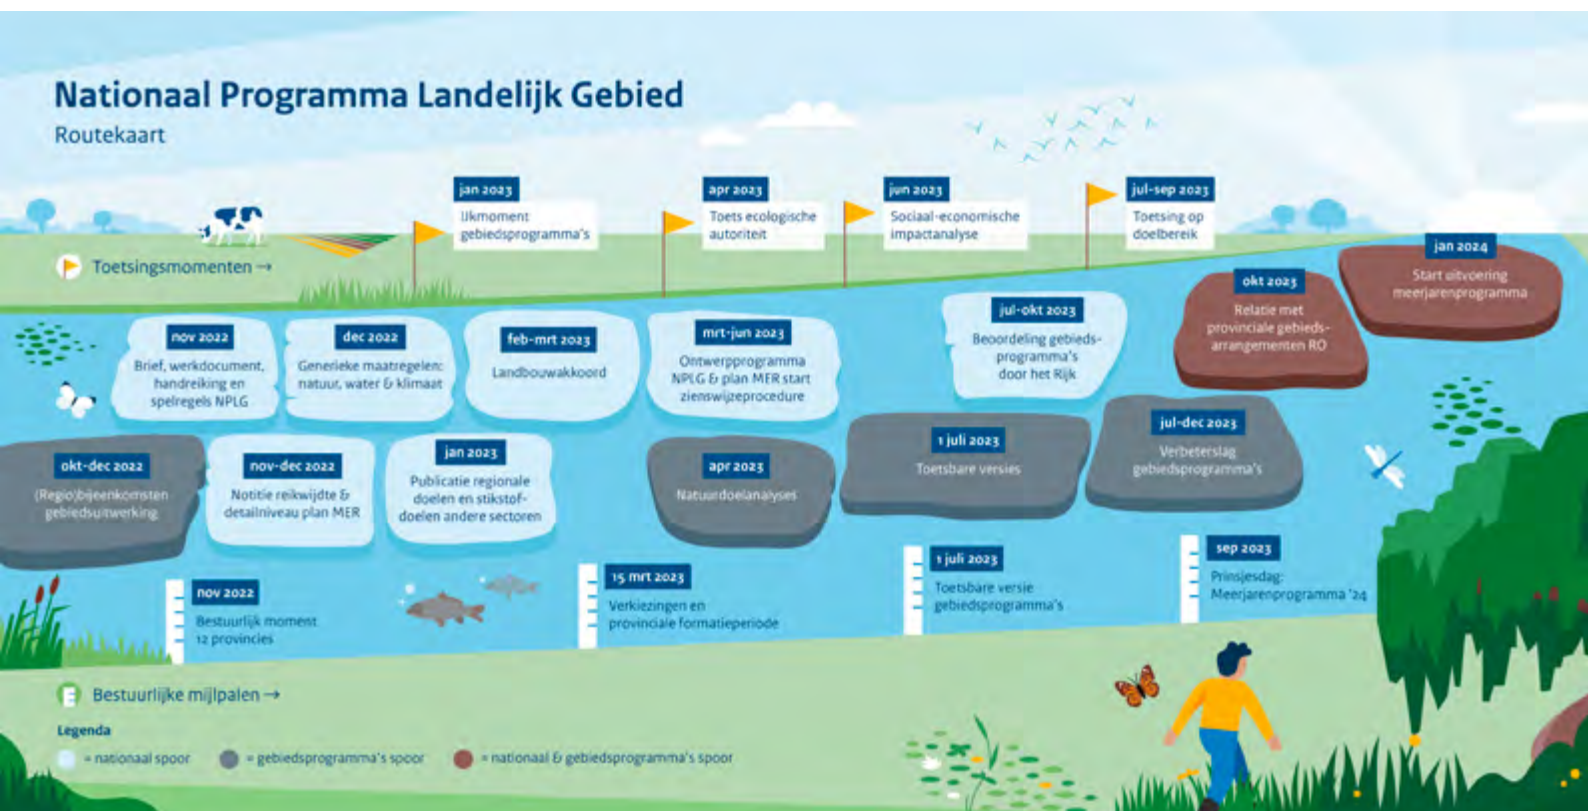 Nationaal Programma Landelijk Gebied
Routekaart
Toetsingsmomenten →
jan 2023
IJkmoment
gebiedsprogramma's
apr 2023
Toets ecologische
autoriteit
jun 2023
Sociaal-economische
impactanalyse
jul-sep 2023
Toetsing op
doelbereik
nov 2022
Brief, werkdocument,
handreiking en
spelregels NPLG
dec 2022
Generieke maatregelen:
natuur, water & klimaat
feb-mrt 2023
Landbouwakkoord
mrt-jun 2023
Ontwerpprogramma
NPLG & plan MER start
zienswijzeprocedure
jul-okt 2023
Beoordeling gebieds-
programma's
door het Rijk
okt 2023
Relatie met
provinciale gebieds-
arrangementen RO
jan 2024
Start uitvoering
meerjarenprogramma
okt-dec 2022
(Regio)bijeenkomsten
gebiedsuitwerking
nov-dec 2022
Notitie reikwijdte &
detailniveau plan MER
jan 2023
Publicatie regionale
doelen en stikstof-
doelen andere sectoren
apr 2023
Natuurdoelanalyses
1 juli 2023
Toetsbare versies
jul-dec 2023
Verbeterslag
gebiedsprogramma's
nov 2022
Bestuurlijk moment
12 provincies
15 mrt 2023
Verkiezingen en
provinciale formatieperiode
1 juli 2023
Toetsbare versie
gebiedsprogramma's
sep 2023
Prinsjesdag:
Meerjarenprogramma '24
Bestuurlijke mijlpalen →
Legenda
= nationaal spoor
= gebiedsprogramma's spoor
= nationaal & gebiedsprogramma's spoor